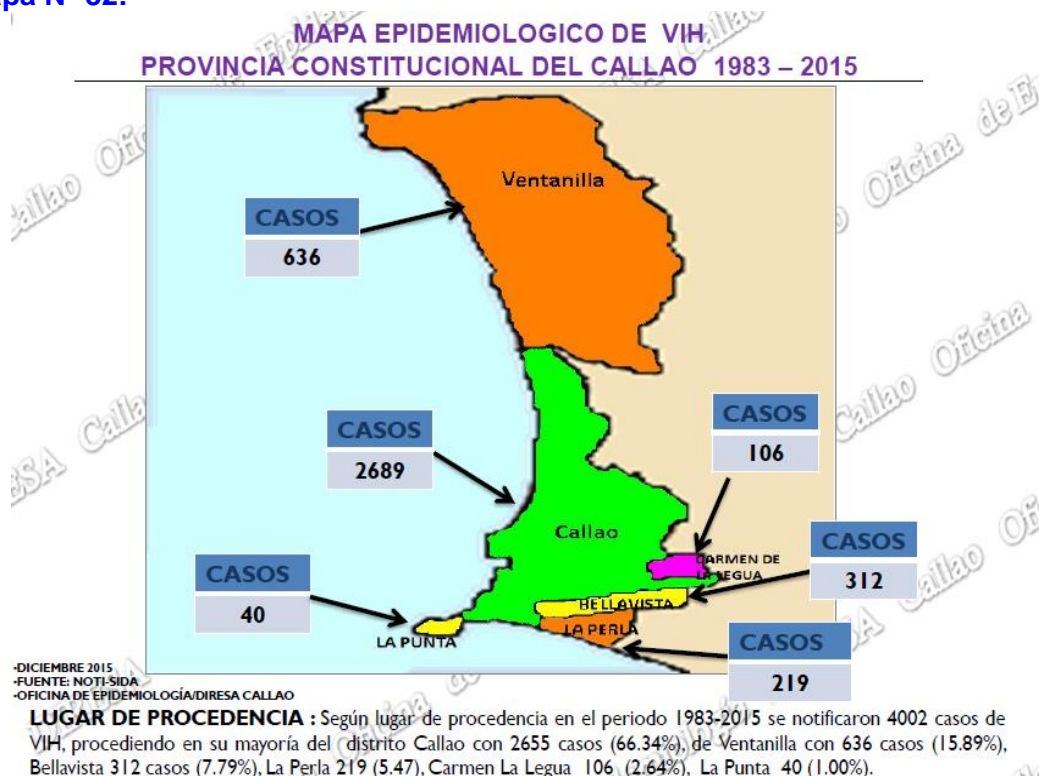 apa N° 62:
MAPA EPIDEMIOLOGICO DE VIH.
PROVINCIA CONSTITUCIONAL DEL CALLAO 1983 – 2015
Ventanilla
CASOS
636
CASOS
106
CASOS
2689
Callao
CARMEN DE
LA LEGUA
CASOS
312
CASOS
40
BELLAVISTA
LA PERLA
LA PUNTA
CASOS
219
•DICIEMBRE 2015
•FUENTE: NOTI-SIDA
•OFICINA DE EPIDEMIOLOGÍA/DIRESA CALLAO
LUGAR DE PROCEDENCIA : Según lugar de procedencia en el periodo 1983-2015 se notificaron 4002 casos de
VIH, procediendo en su mayoría del distrito Callao con 2655 casos (66.34%), de Ventanilla con 636 casos (15.89%),
Bellavista 312 casos (7.79%), La Perla 219 (5.47), Carmen La Legua 106 (2.64%), La Punta 40 (1.00%).